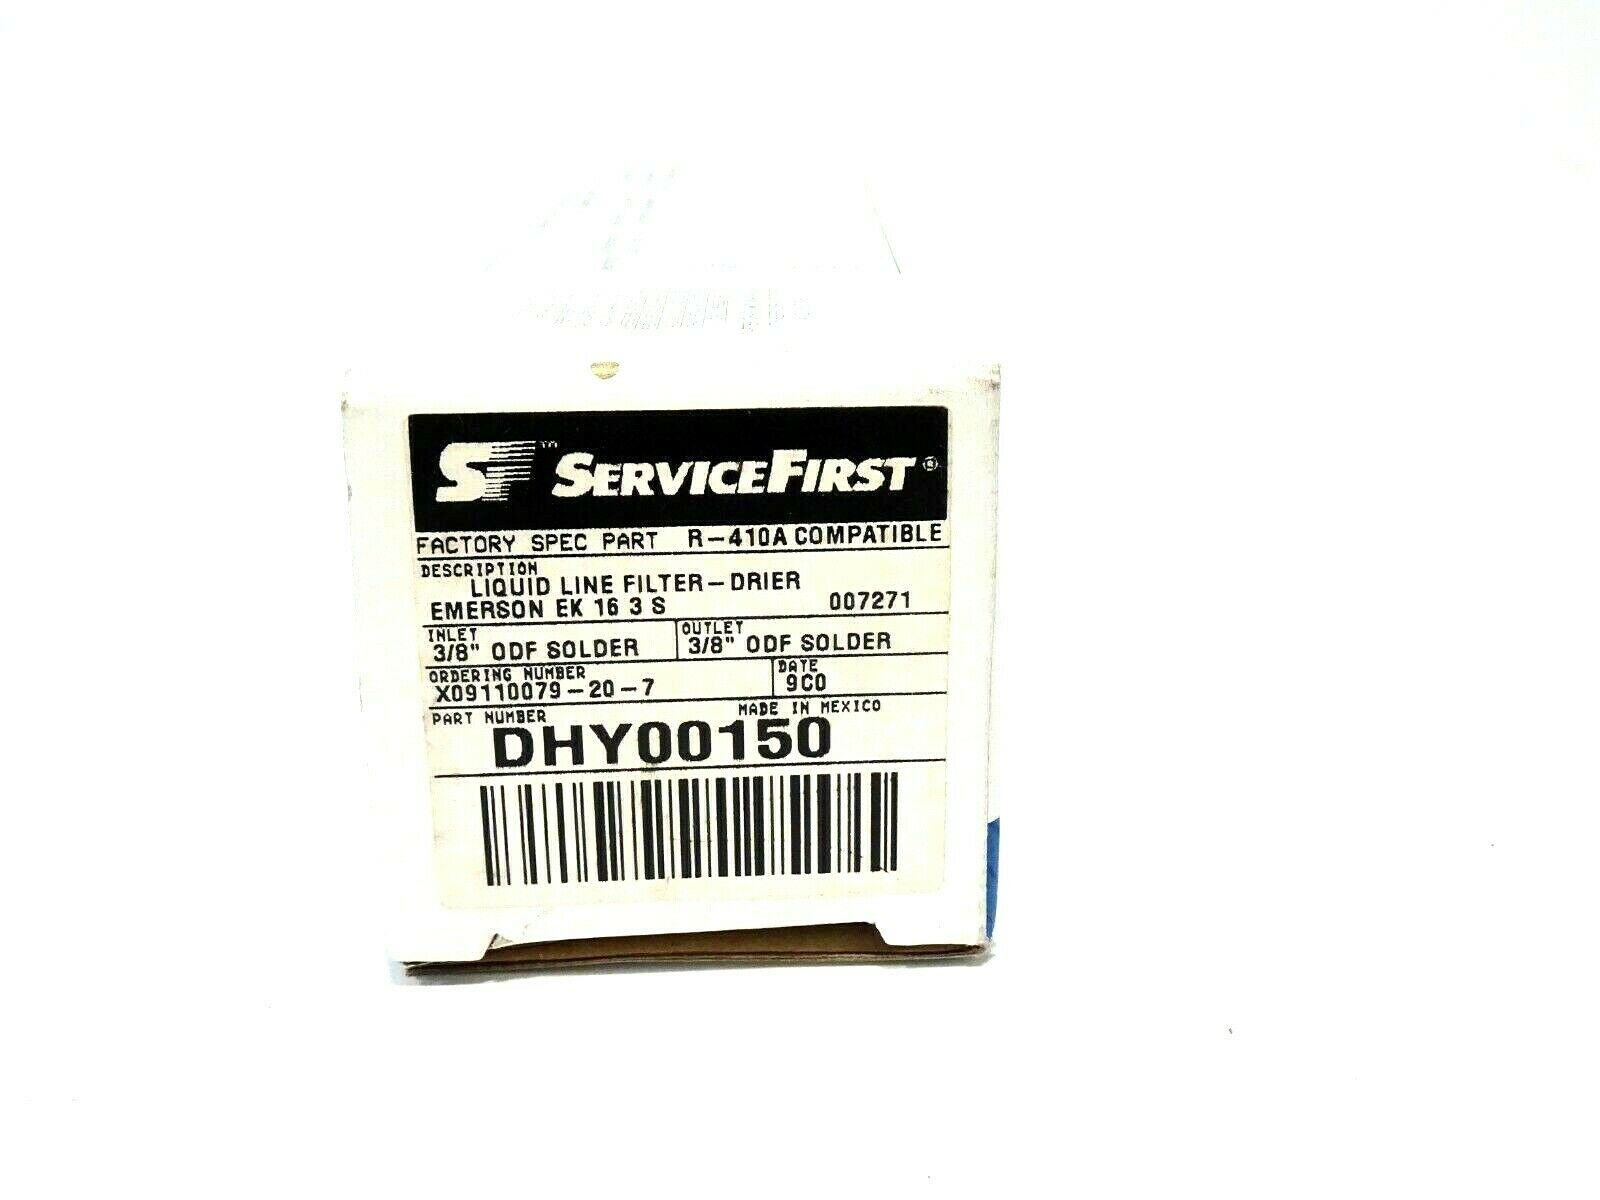 SF™ SERVICEFIRST®
FACTORY SPEC PART R-410A COMPATIBLE
DESCRIPTION
LIQUID LINE FILTER-DRIER
EMERSON EK 16 3 S 007271
INLET
3/8" ODF SOLDER
OUTLET
3/8" ODF SOLDER
ORDERING NUMBER
X09110079-20-7
DATE
9C0
PART NUMBER
MADE IN MEXICO
DHY00150